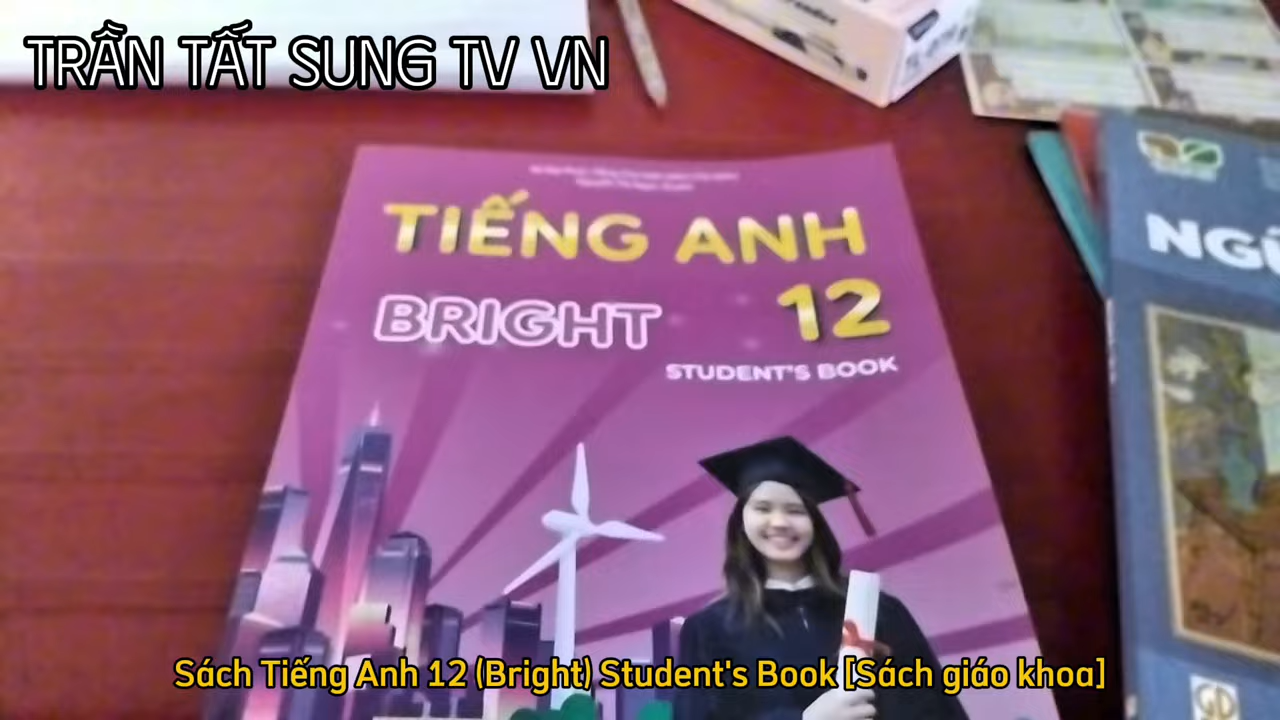 TRẦN TẤT SUNG TV VN
TIẾNG ANH
BRIGHT
12
STUDENT'S BOOK
Sách Tiếng Anh 12 (Bright) Student's Book [Sách giáo khoa]